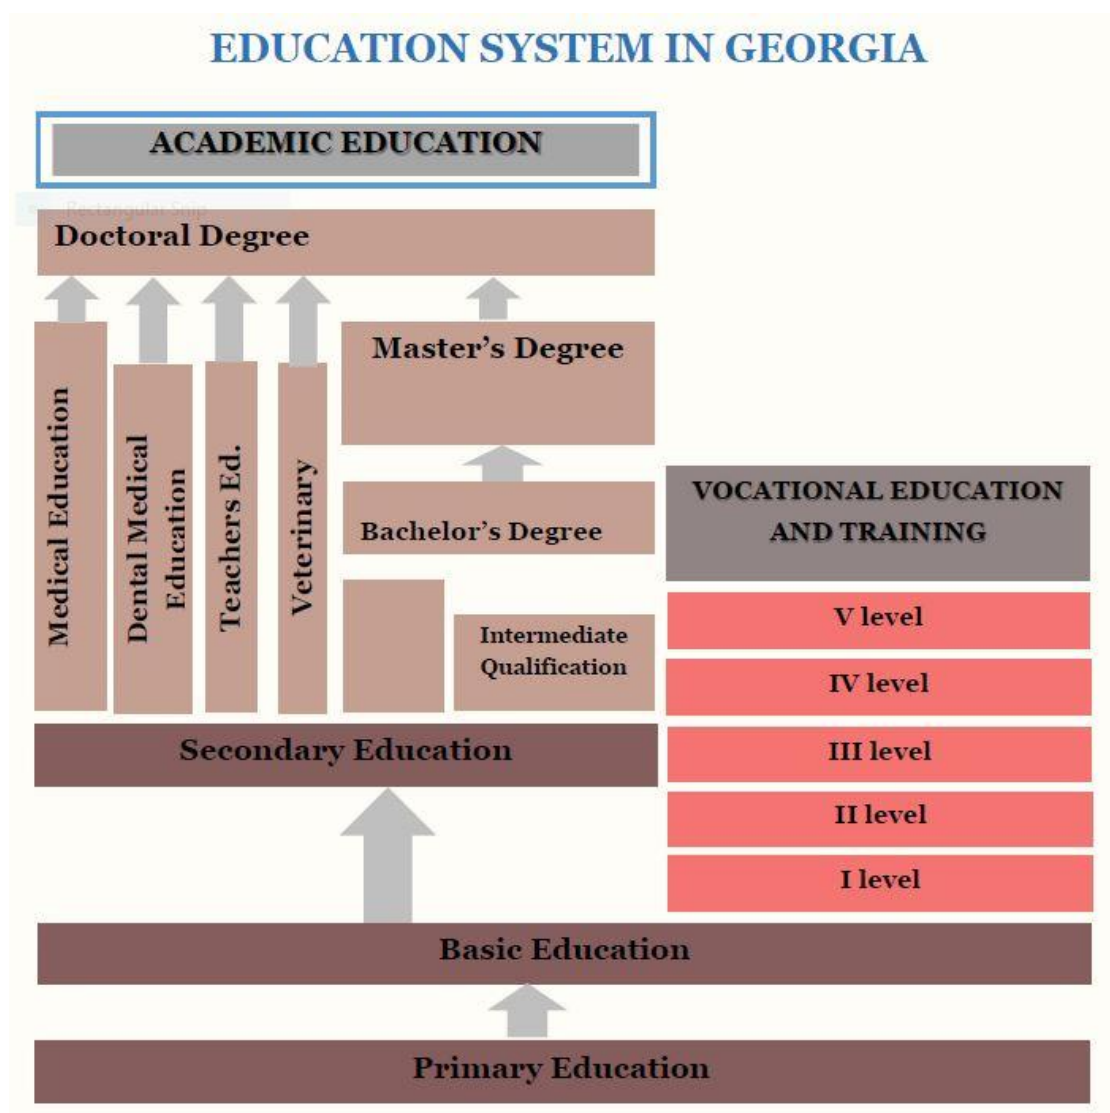 EDUCATION SYSTEM IN GEORGIA
ACADEMIC EDUCATION
Rectangular Snip
Doctoral Degree
Master's Degree
Medical Education
Dental Medical
Education
Teachers Ed.
Veterinary
Bachelor's Degree
Intermediate
Qualification
VOCATIONAL EDUCATION
AND TRAINING
V level
IV level
III level
II level
I level
Secondary Education
Basic Education
Primary Education